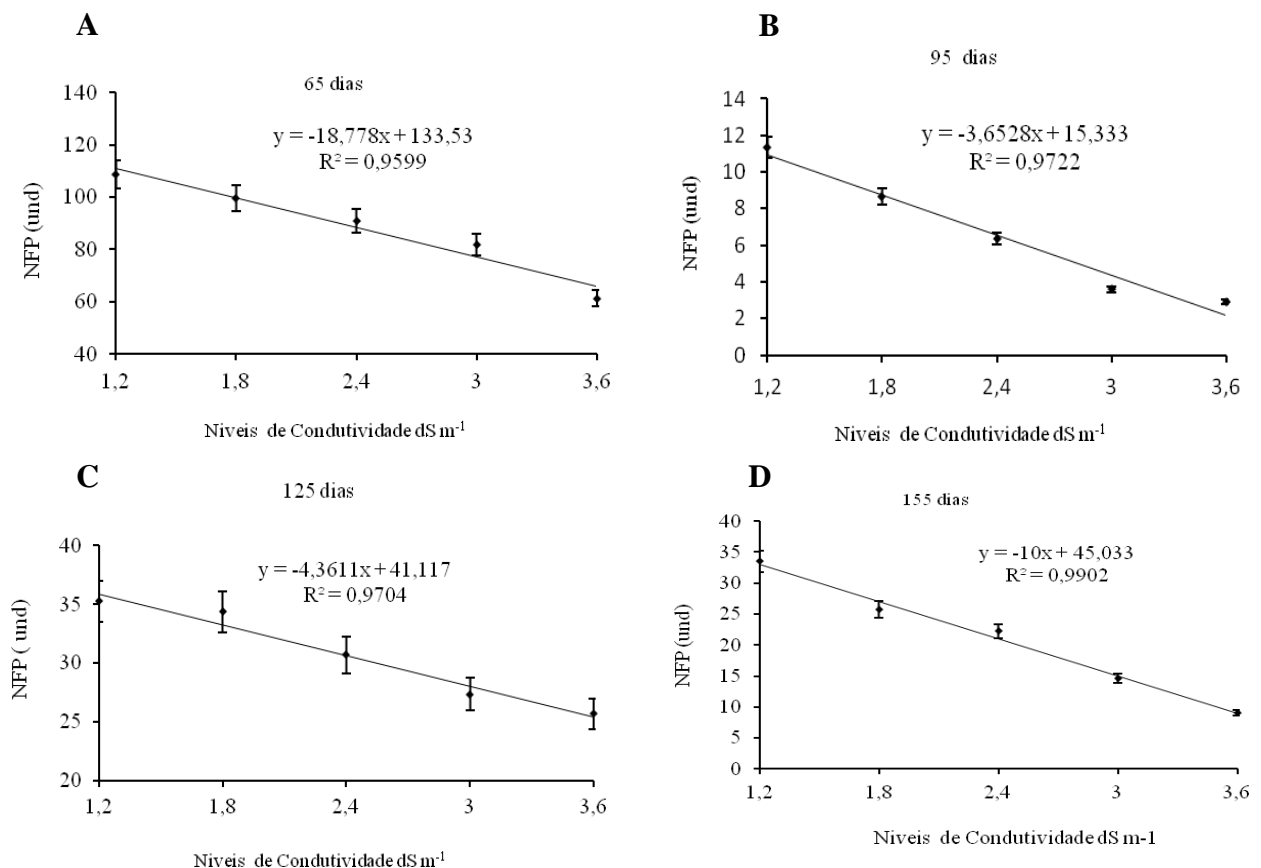 A
65 dias
y = -18,778x + 133,53
R² = 0,9599
NFP (und)
140
120
100
80
60
40
1,2 1,8 2,4 3 3,6
Niveis de Condutividade dS m⁻¹
B
95 dias
y = -3,6528x + 15,333
R² = 0,9722
NFP (und)
14
12
10
8
6
4
2
0
1,2 1,8 2,4 3 3,6
Niveis de Condutividade dS m⁻¹
C
125 dias
y = -4,3611x + 41,117
R² = 0,9704
NFP ( und)
40
35
30
25
20
1,2 1,8 2,4 3 3,6
Niveis de Condutividade dS m⁻¹
D
155 dias
y = -10x + 45,033
R² = 0,9902
NFP (und)
40
35
30
25
20
15
10
5
0
1,2 1,8 2,4 3 3,6
Niveis de Condutividade dS m-1